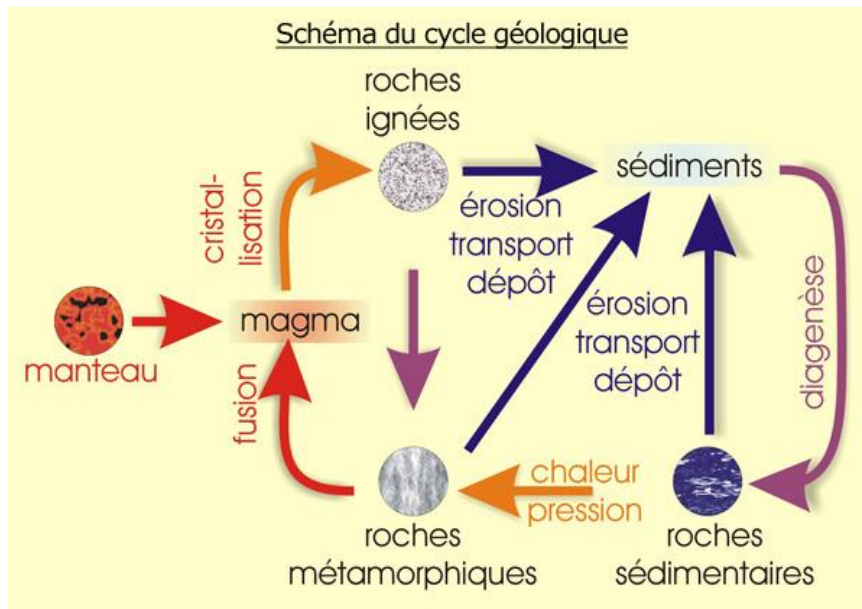 Schéma du cycle géologique
roches
ignées
sédiments
cristal-
lisation
érosion
transport
dépôt
érosion
transport
dépôt
diagenèse
magma
manteau
fusion
chaleur
pression
roches
métamorphiques
roches
sédimentaires